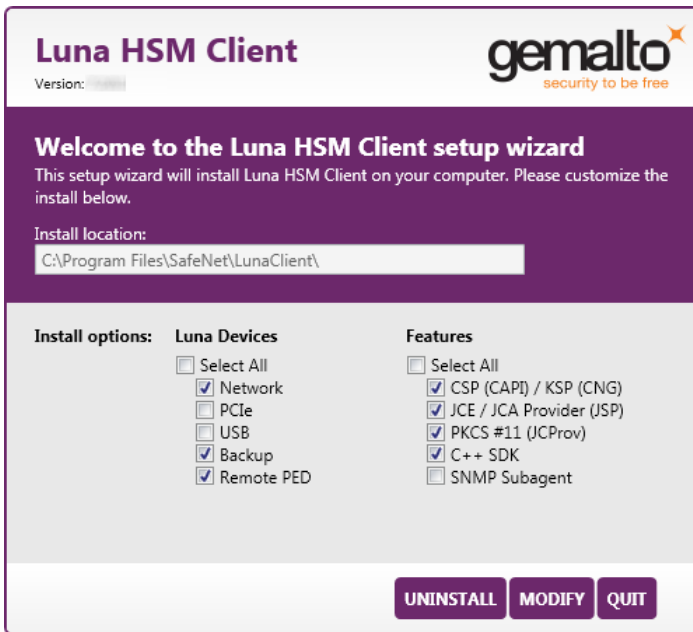 Luna HSM Client
Version:
gemalto
security to be free
Welcome to the Luna HSM Client setup wizard
This setup wizard will install Luna HSM Client on your computer. Please customize the
install below.
Install location:
C:\Program Files\SafeNet\LunaClient\
Install options:
Luna Devices
Select All
Network
PCIe
USB
Backup
Remote PED
Features
Select All
CSP (CAPI) / KSP (CNG)
JCE / JCA Provider (JSP)
PKCS #11 (JCProv)
C++ SDK
SNMP Subagent
UNINSTALL
MODIFY
QUIT